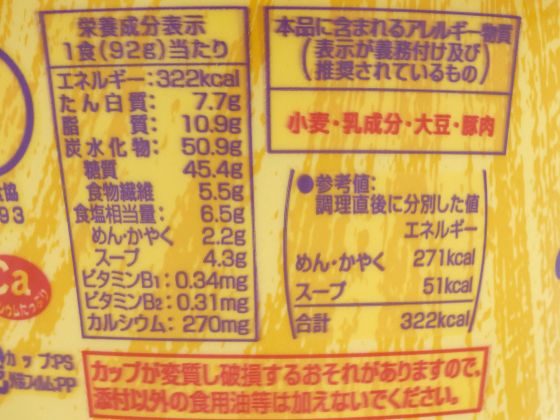 栄養成分表示
1食(92g)当たり
エネルギー:322kcal
たん白質: 7.7g
脂質: 10.9g
炭水化物: 50.9g
糖質 45.4g
食物繊維 5.5g
食塩相当量: 6.5g
めん・かやく 2.2g
スープ 4.3g
ビタミンB1:0.34mg
ビタミンB2:0.31mg
カルシウム: 270mg
本品に含まれるアレルギー物質
(表示が義務付け及び
推奨されているもの)
小麦・乳成分・大豆・豚肉
●参考値:
調理直後に分別した値
エネルギー
めん・かやく 271kcal
スープ 51kcal
合計 322kcal
協
93
Ca
カップ:PS
カップが変質し破損するおそれがありますので、
添付以外の食用油等は加えないでください。